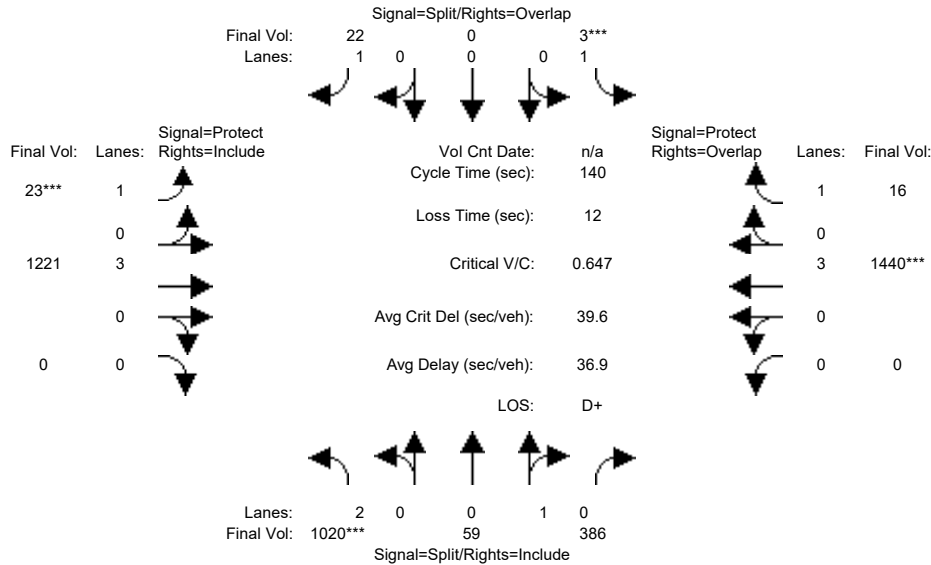 Signal=Split/Rights=Overlap
Final Vol: 22 0 3***
Lanes: 1 0 0 0 1
Signal=Protect Signal=Protect
Final Vol: Lanes: Rights=Include Vol Cnt Date: n/a Rights=Overlap Lanes: Final Vol:
Cycle Time (sec): 140
23*** 1 1 16
Loss Time (sec): 12
0 0
1221 3 Critical V/C: 0.647 3 1440***
0 Avg Crit Del (sec/veh): 39.6 0
0 0 Avg Delay (sec/veh): 36.9 0 0
LOS: D+
Lanes: 2 0 0 1 0
Final Vol: 1020*** 59 386
Signal=Split/Rights=Include